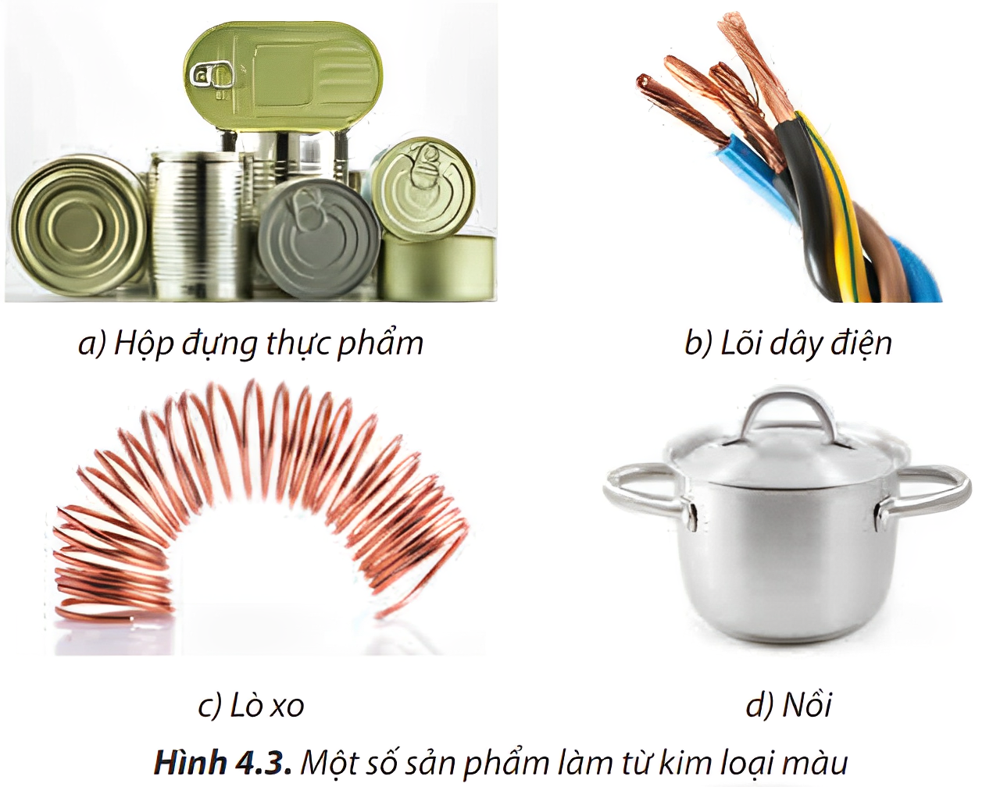 a) Hộp đựng thực phẩm
b) Lõi dây điện
c) Lò xo
d) Nồi
Hình 4.3. Một số sản phẩm làm từ kim loại màu